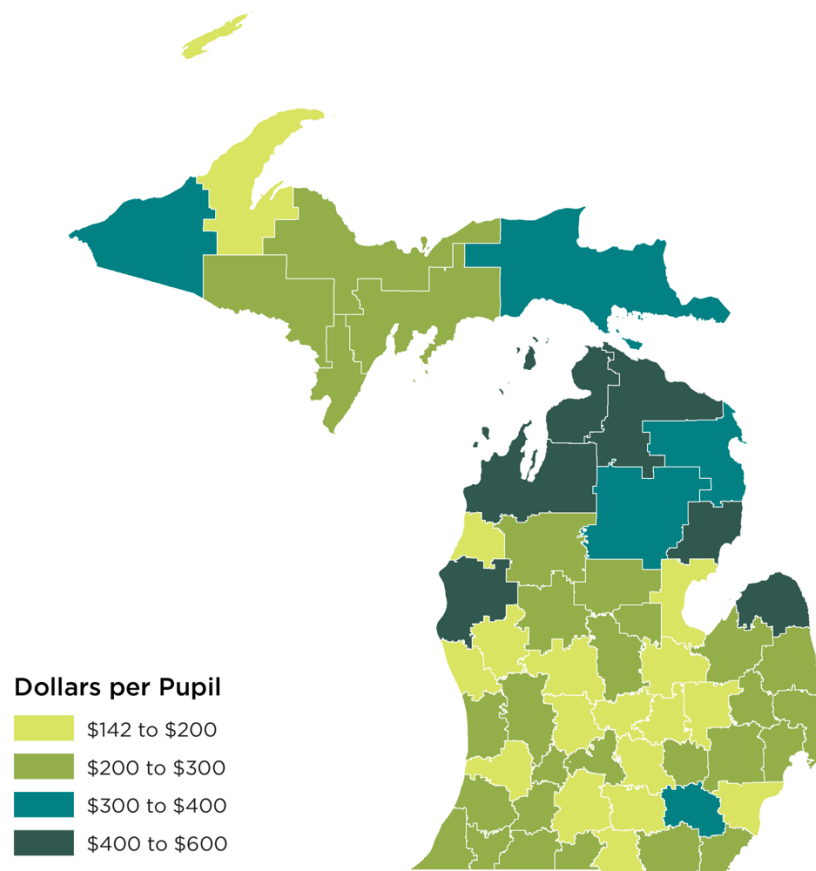 Dollars per Pupil
$142 to $200
$200 to $300
$300 to $400
$400 to $600